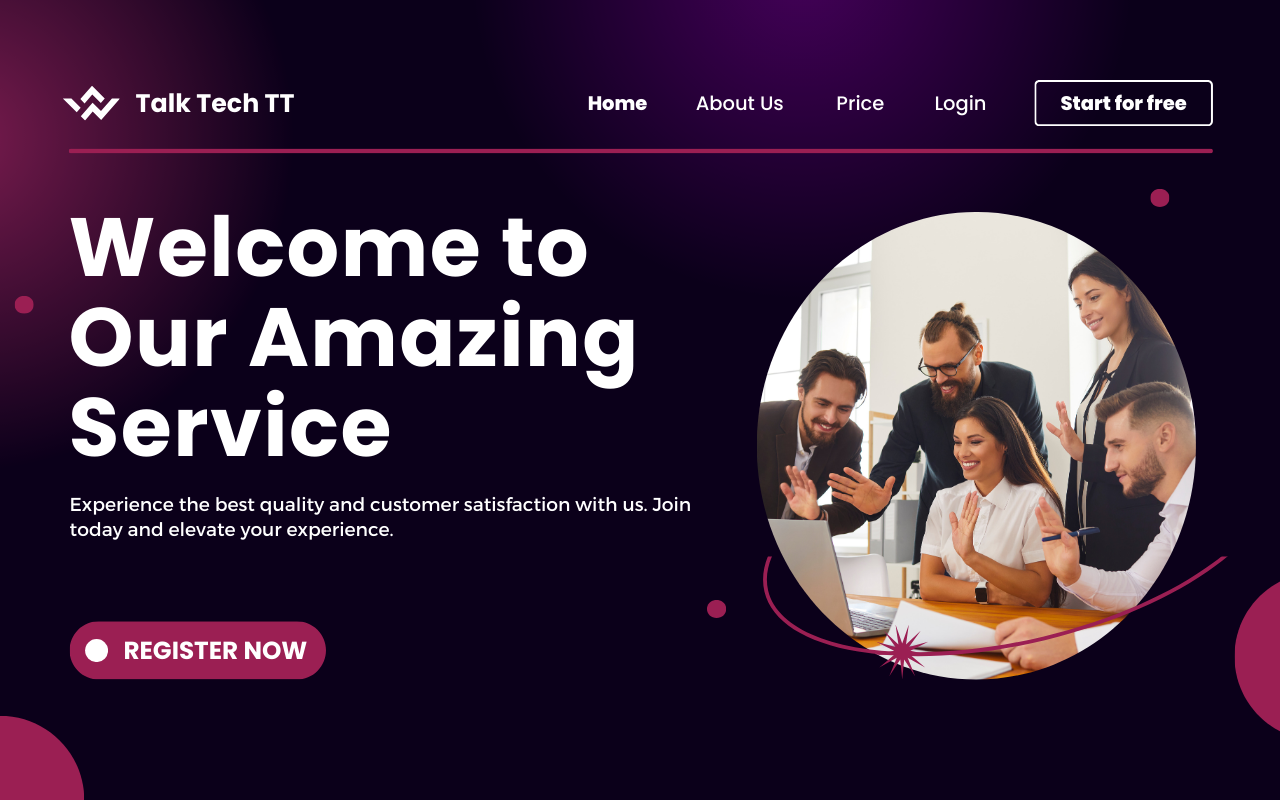 Talk Tech TT
Home
About Us
Price
Login
Start for free
Welcome to
Our Amazing
Service
Experience the best quality and customer satisfaction with us. Join
today and elevate your experience.
REGISTER NOW